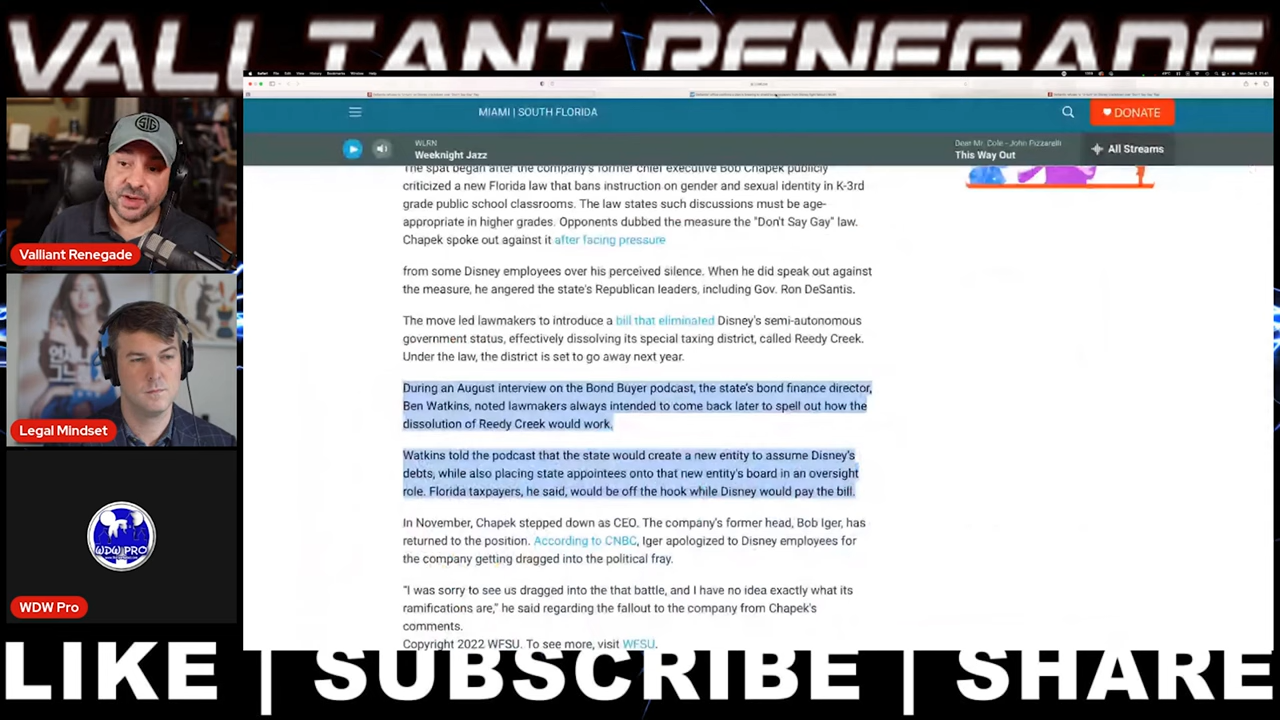 VALLIANT RENEGADE
MIAMI | SOUTH FLORIDA
DONATE
WLRN
Weeknight Jazz
Dear Mr. Cole - John Pizzarelli
This Way Out
All Streams
The spat began after the company's former chief executive Bob Chapek publicly
criticized a new Florida law that bans instruction on gender and sexual identity in K-3rd
grade public school classrooms. The law states such discussions must be age-
appropriate in higher grades. Opponents dubbed the measure the "Don't Say Gay" law.
Chapek spoke out against it after facing pressure
from some Disney employees over his perceived silence. When he did speak out against
the measure, he angered the state's Republican leaders, including Gov. Ron DeSantis.
The move led lawmakers to introduce a bill that eliminated Disney's semi-autonomous
government status, effectively dissolving its special taxing district, called Reedy Creek.
Under the law, the district is set to go away next year.
During an August interview on the Bond Buyer podcast, the state's bond finance director,
Ben Watkins, noted lawmakers always intended to come back later to spell out how the
dissolution of Reedy Creek would work.
Watkins told the podcast that the state would create a new entity to assume Disney's
debts, while also placing state appointees onto that new entity's board in an oversight
role. Florida taxpayers, he said, would be off the hook while Disney would pay the bill.
In November, Chapek stepped down as CEO. The company's former head, Bob Iger, has
returned to the position. According to CNBC, Iger apologized to Disney employees for
the company getting dragged into the political fray.
"I was sorry to see us dragged into the that battle, and I have no idea exactly what its
ramifications are," he said regarding the fallout to the company from Chapek's
comments.
Copyright 2022 WFSU. To see more, visit WFSU.
Valliant Renegade
Legal Mindset
WDW PRO
WDW Pro
LIKE | SUBSCRIBE | SHARE